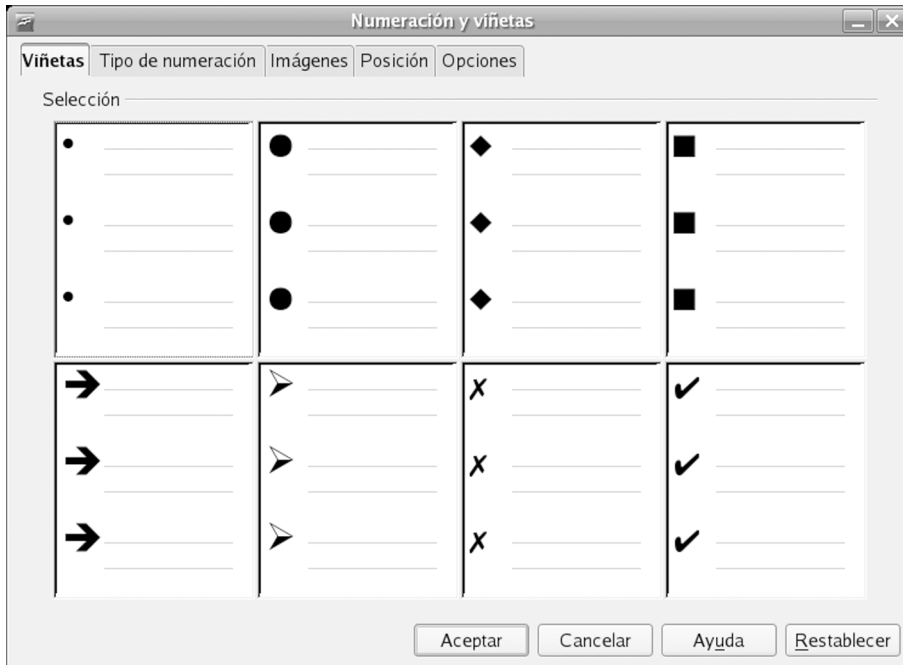 Numeración y viñetas
Viñetas Tipo de numeración Imágenes Posición Opciones
Selección
Aceptar Cancelar Ayuda Restablecer